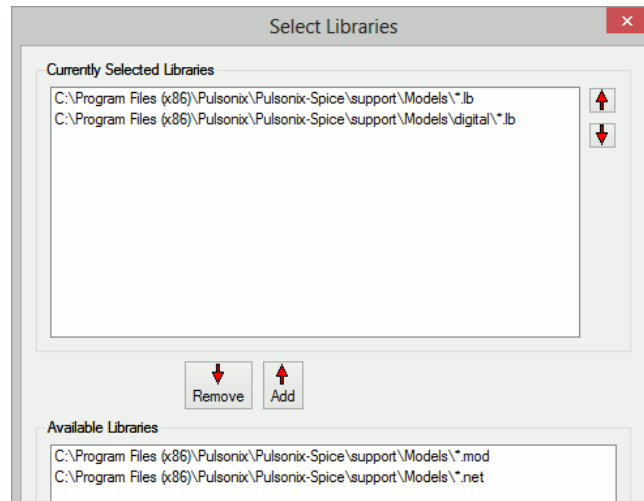 Select Libraries
Currently Selected Libraries
C:\Program Files (x86)\Pulsonix\Pulsonix-Spice\support\Models\*.lb
C:\Program Files (x86)\Pulsonix\Pulsonix-Spice\support\Models\digital\*.lb
Remove
Add
Available Libraries
C:\Program Files (x86)\Pulsonix\Pulsonix-Spice\support\Models\*.mod
C:\Program Files (x86)\Pulsonix\Pulsonix-Spice\support\Models\*.net